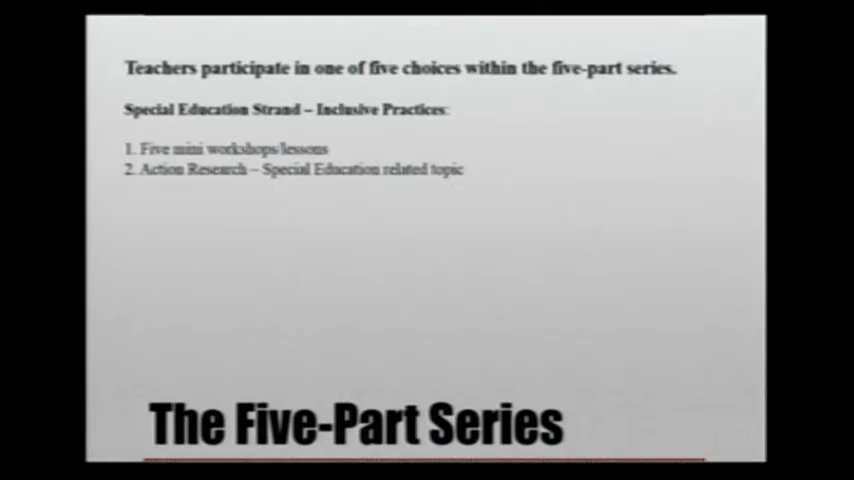 Teachers participate in one of five choices within the five-part series.
Special Education Strand – Inclusive Practices:
1. Five mini workshops/lessons
2. Action Research – Special Education related topic
The Five-Part Series